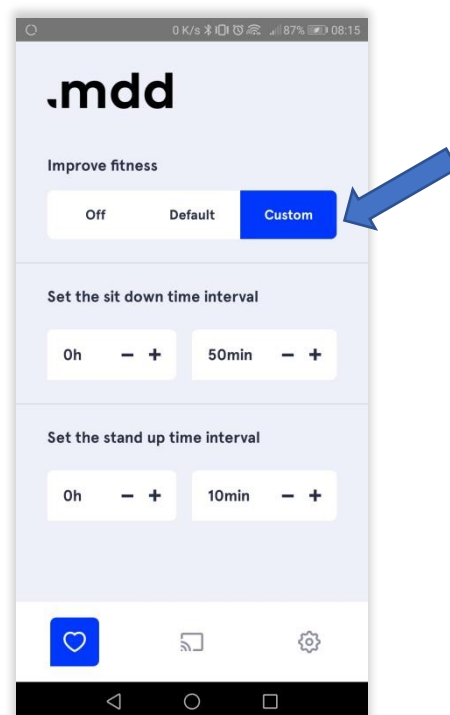 0 K/s 87% 08:15
.mdd
Improve fitness
Off Default Custom
Set the sit down time interval
0h − + 50min − +
Set the stand up time interval
0h − + 10min − +